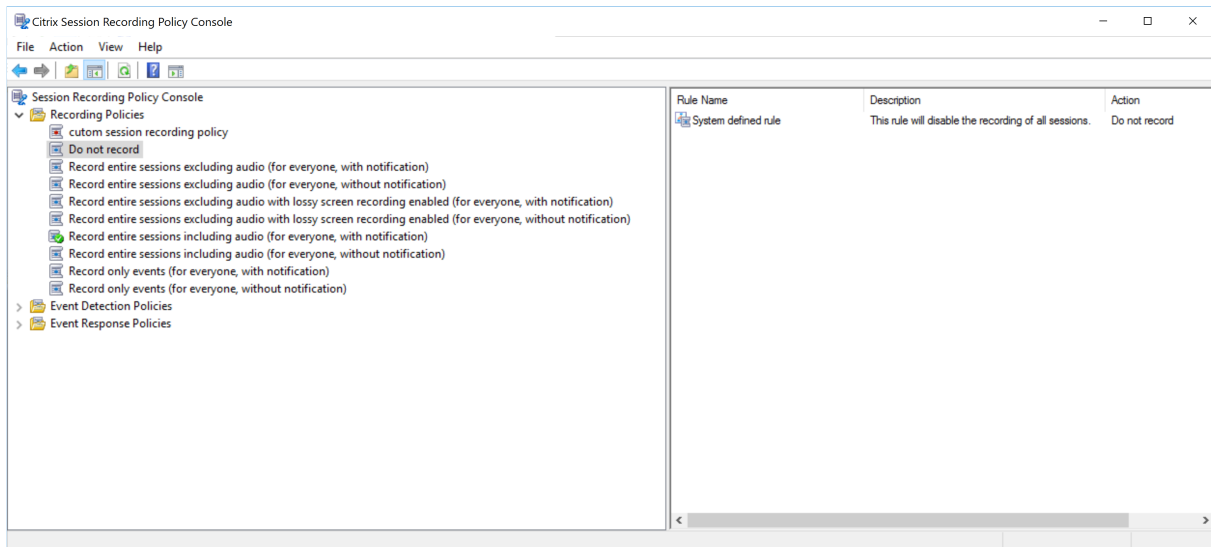 Citrix Session Recording Policy Console
File Action View Help
Session Recording Policy Console
Recording Policies
cutom session recording policy
Do not record
Record entire sessions excluding audio (for everyone, with notification)
Record entire sessions excluding audio (for everyone, without notification)
Record entire sessions excluding audio with lossy screen recording enabled (for everyone, with notification)
Record entire sessions excluding audio with lossy screen recording enabled (for everyone, without notification)
Record entire sessions including audio (for everyone, with notification)
Record entire sessions including audio (for everyone, without notification)
Record only events (for everyone, with notification)
Record only events (for everyone, without notification)
Event Detection Policies
Event Response Policies
Rule Name Description Action
System defined rule This rule will disable the recording of all sessions. Do not record